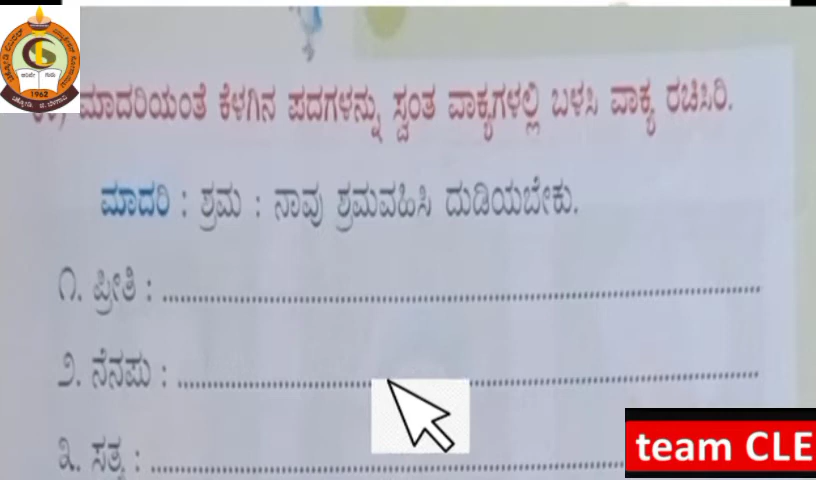 1962
ಮಾದರಿಯಂತೆ ಕೆಳಗಿನ ಪದಗಳನ್ನು ಸ್ವಂತ ವಾಕ್ಯಗಳಲ್ಲಿ ಬಳಸಿ ವಾಕ್ಯ ರಚಿಸಿರಿ.
ಮಾದರಿ : ಶ್ರಮ : ನಾವು ಶ್ರಮವಹಿಸಿ ದುಡಿಯಬೇಕು.
೧. ಪ್ರೀತಿ : ........................................................................
೨. ನೆನಪು : ........................................................................
೩. ಸತ್ಯ : ........................................................................
team CLE